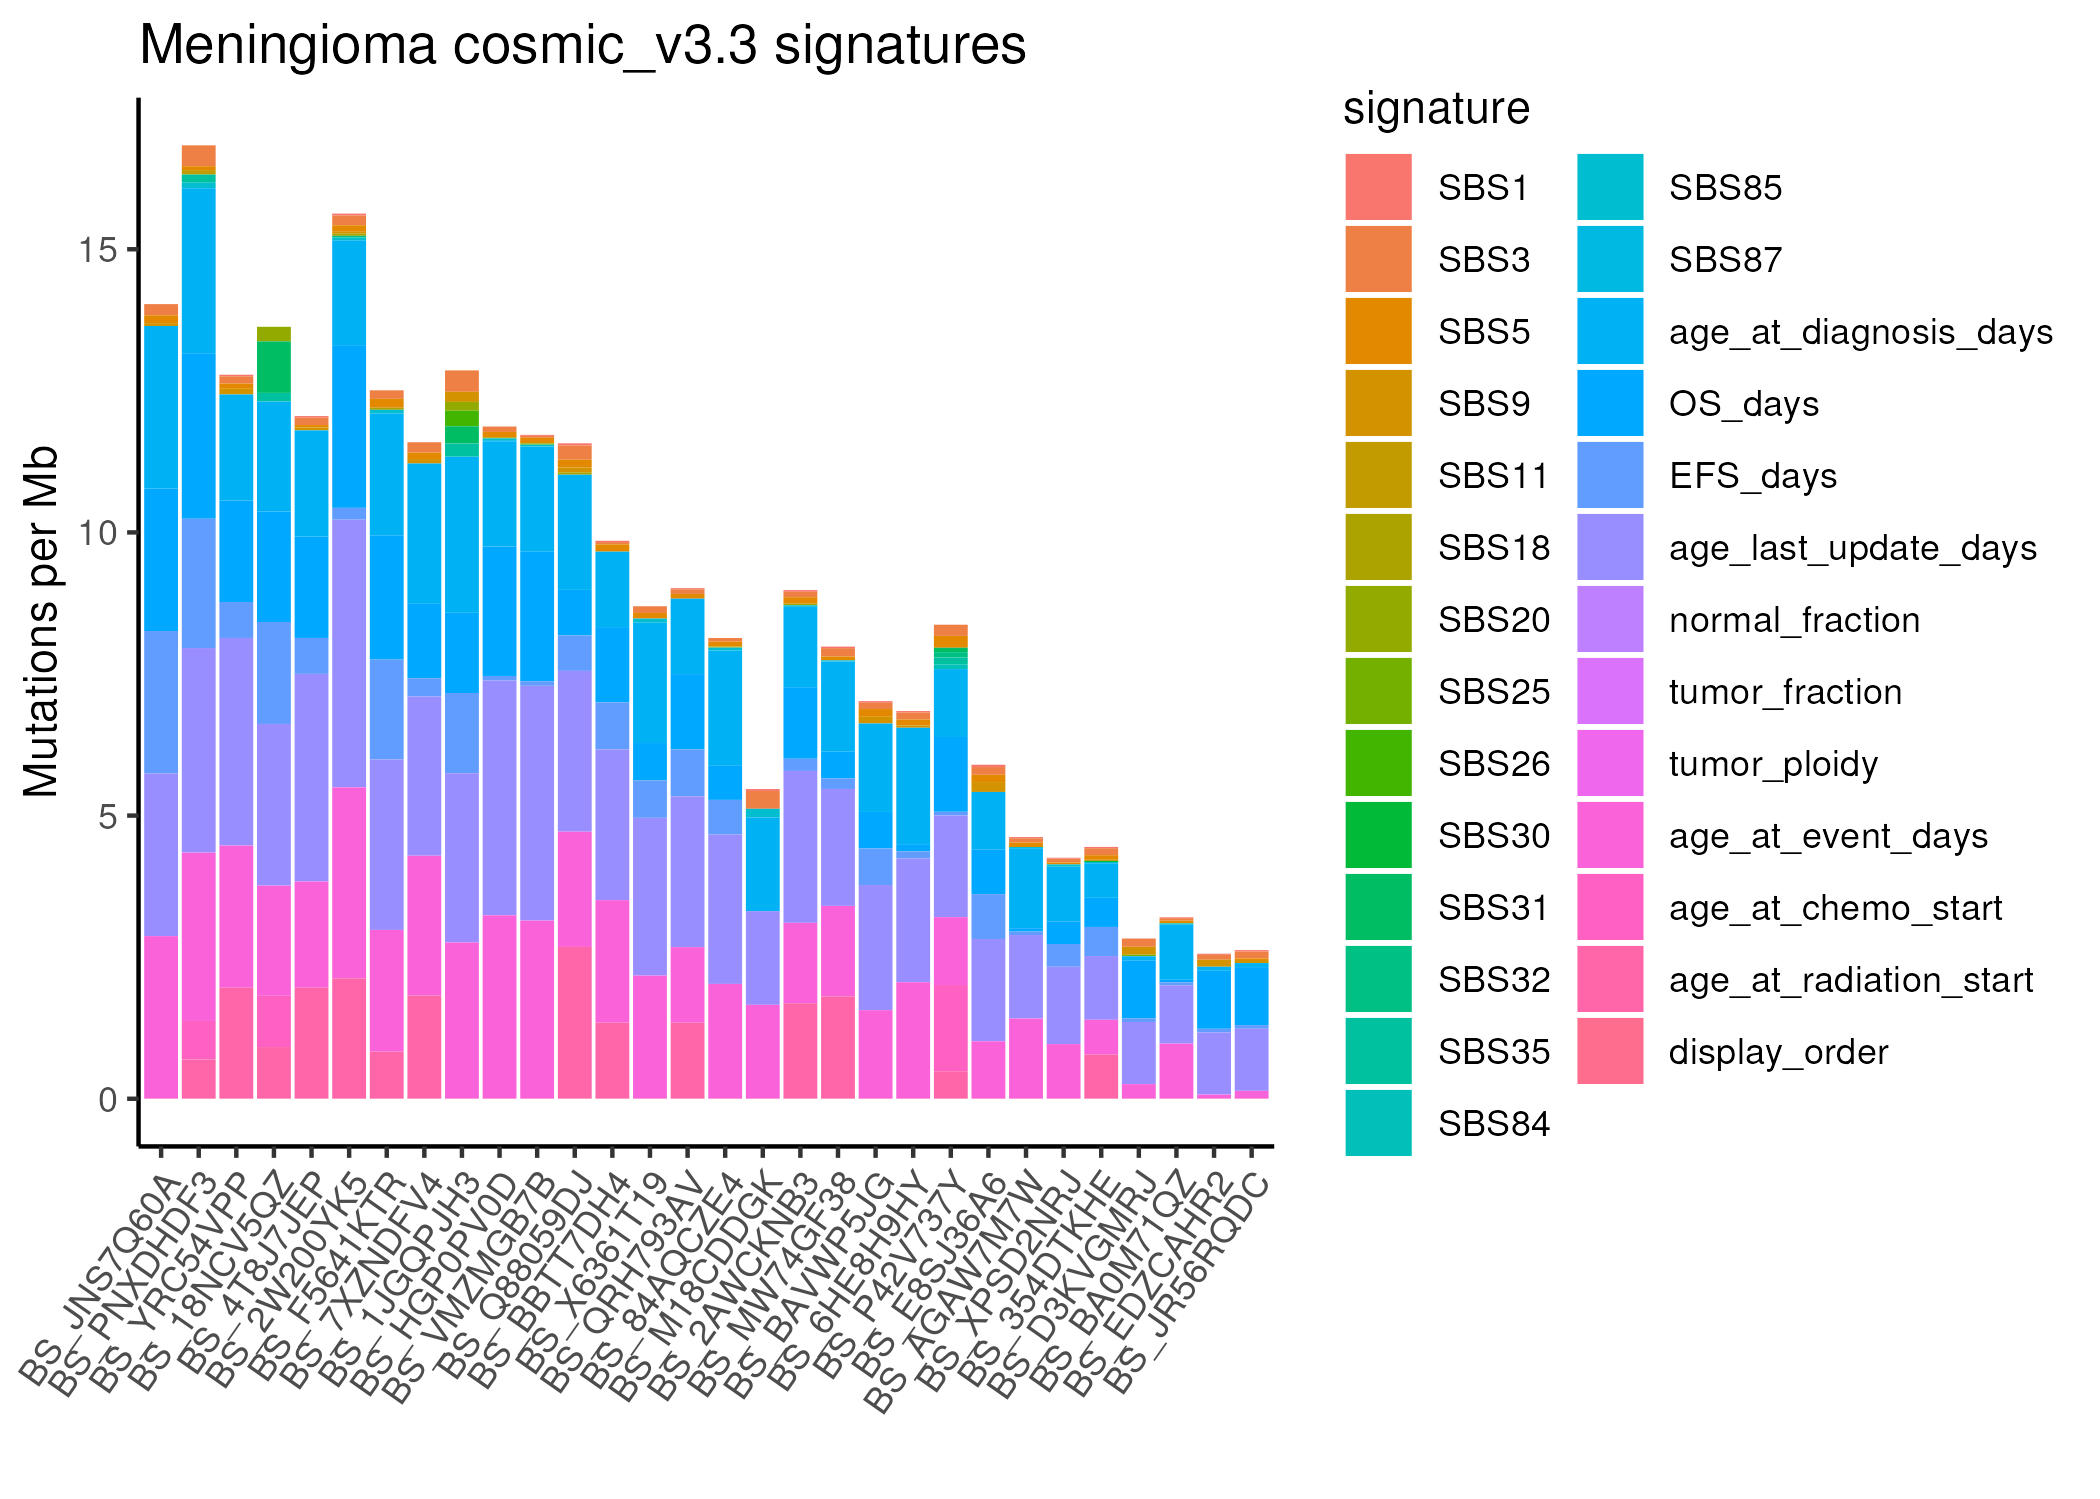 Meningioma cosmic_v3.3 signatures
Mutations per Mb
15
10
5
0
BS_JNS7Q60A
BS_PNXDHDF3
BS_YRC54VPP
BS_18NCV5QZ
BS_4T8J7JEP
BS_2W200YK5
BS_F5641KTR
BS_7XZNDFV4
BS_1JGQPJH3
BS_HGP0PV0D
BS_VMZMGB7B
BS_Q88059DJ
BS_BBTT7DH4
BS_X6361T19
BS_QRH793AV
BS_84AQCZE4
BS_M18CDDGK
BS_2AWCKNB3
BS_MW74GF38
BS_BAVWP5JG
BS_6HE8H9HY
BS_P42V737Y
BS_E8SJ36A6
BS_AGAW7M7W
BS_XPSD2NRJ
BS_354DTKHE
BS_D3KVGMRJ
BS_BA0M71QZ
BS_EDZCAHR2
BS_JR56RQDC
signature
SBS1
SBS3
SBS5
SBS9
SBS11
SBS18
SBS20
SBS25
SBS26
SBS30
SBS31
SBS32
SBS35
SBS84
SBS85
SBS87
age_at_diagnosis_days
OS_days
EFS_days
age_last_update_days
normal_fraction
tumor_fraction
tumor_ploidy
age_at_event_days
age_at_chemo_start
age_at_radiation_start
display_order